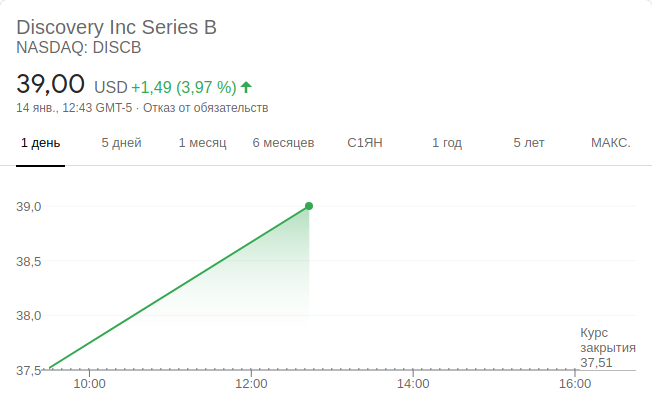 Discovery Inc Series B
NASDAQ: DISCB
39,00 USD +1,49 (3,97 %)
14 янв., 12:43 GMT-5 · Отказ от обязательств
1 день 5 дней 1 месяц 6 месяцев С1ЯН 1 год 5 лет МАКС.
39,0
38,5
38,0
37,5
Курс
закрытия
37,51
10:00 12:00 14:00 16:00